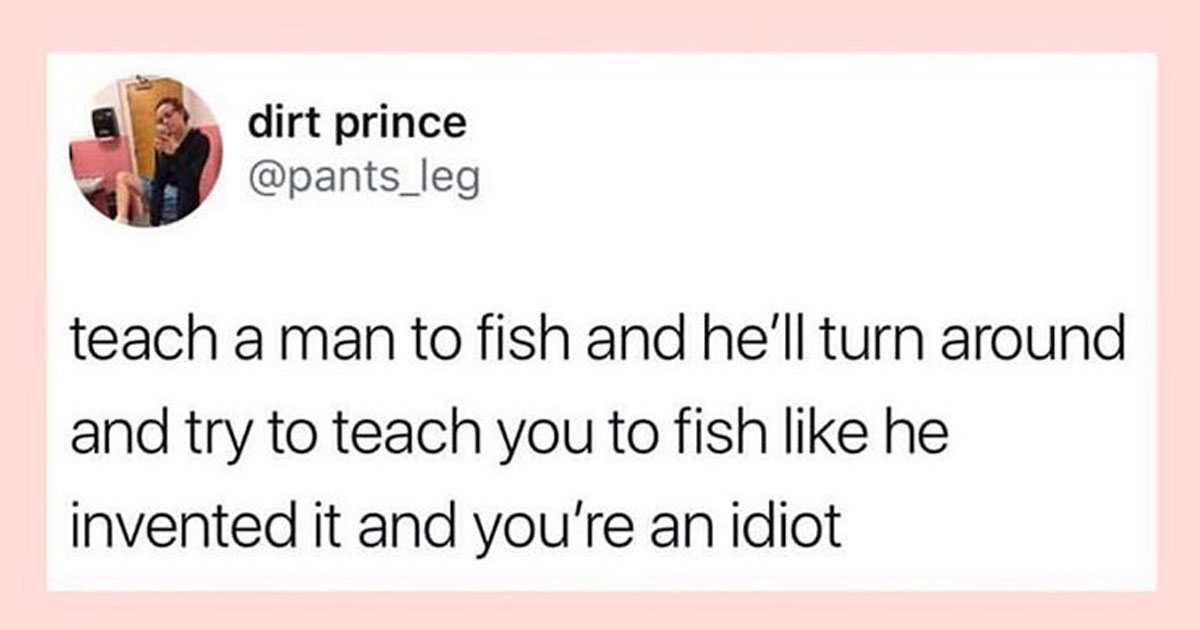 dirt prince
@pants_leg
teach a man to fish and he'll turn around
and try to teach you to fish like he
invented it and you're an idiot